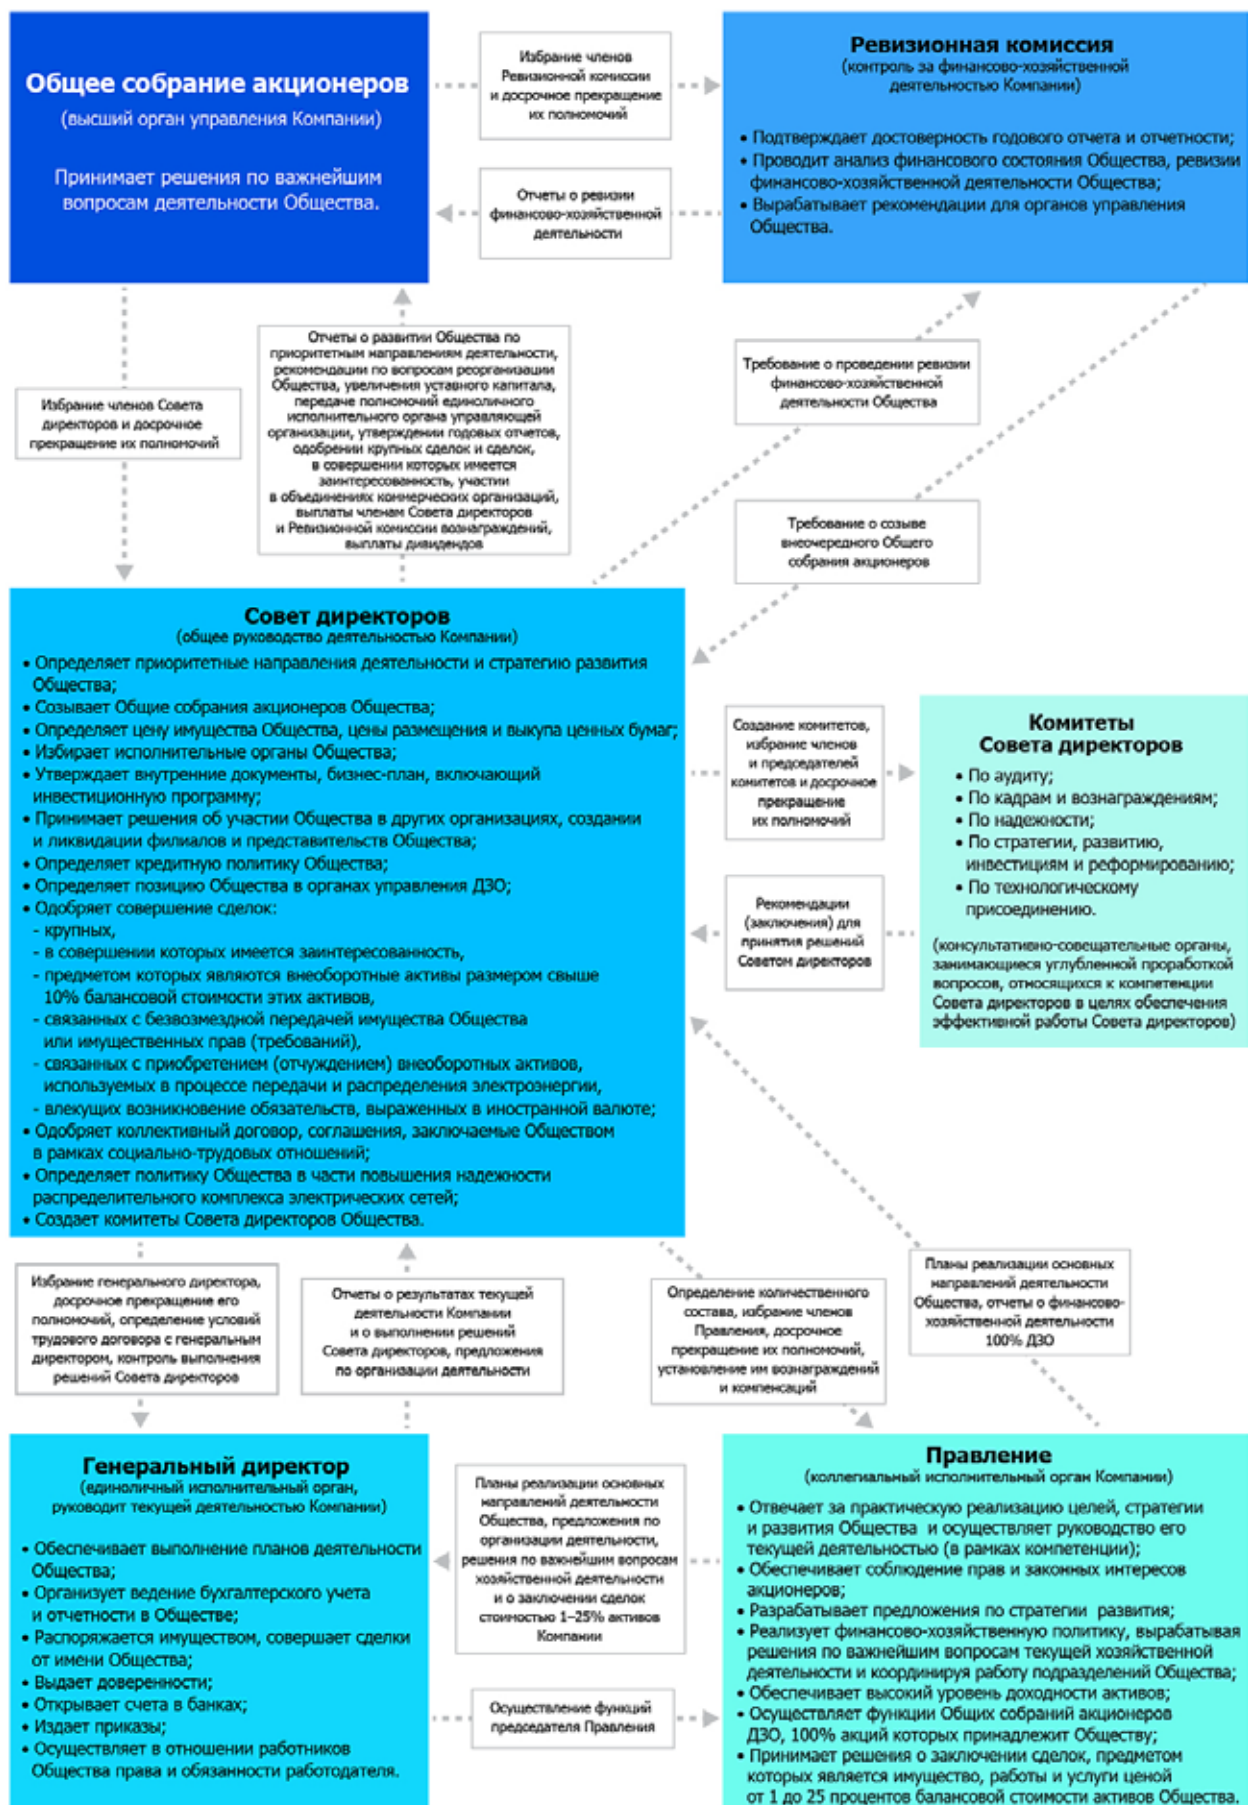 Общее собрание акционеров
(высший орган управления Компании)
Принимает решения по важнейшим
вопросам деятельности Общества.
Избрание членов
Ревизионной комиссии
и досрочное прекращение
их полномочий
Отчеты о ревизии
финансово-хозяйственной
деятельности
Ревизионная комиссия
(контроль за финансово-хозяйственной
деятельностью Компании)
• Подтверждает достоверность годового отчета и отчетности;
• Проводит анализ финансового состояния Общества, ревизии
финансово-хозяйственной деятельности Общества;
• Вырабатывает рекомендации для органов управления
Общества.
Избрание членов Совета
директоров и досрочное
прекращение их полномочий
Отчеты о развитии Общества по
приоритетным направлениям деятельности,
рекомендации по вопросам реорганизации
Общества, увеличения уставного капитала,
передаче полномочий единоличного
исполнительного органа управляющей
организации, утверждении годовых отчетов,
одобрении крупных сделок и сделок,
в совершении которых имеется
заинтересованность, участии
в объединениях коммерческих организаций,
выплаты членам Совета директоров
и Ревизионной комиссии вознаграждений,
выплаты дивидендов
Требование о проведении ревизии
финансово-хозяйственной
деятельности Общества
Требование о созыве
внеочередного Общего
собрания акционеров
Совет директоров
(общее руководство деятельностью Компании)
• Определяет приоритетные направления деятельности и стратегию развития
Общества;
• Созывает Общие собрания акционеров Общества;
• Определяет цену имущества Общества, цены размещения и выкупа ценных бумаг;
• Избирает исполнительные органы Общества;
• Утверждает внутренние документы, бизнес-план, включающий
инвестиционную программу;
• Принимает решения об участии Общества в других организациях, создании
и ликвидации филиалов и представительств Общества;
• Определяет кредитную политику Общества;
• Определяет позицию Общества в органах управления ДЗО;
• Одобряет совершение сделок:
- крупных,
- в совершении которых имеется заинтересованность,
- предметом которых являются внеоборотные активы размером свыше
10% балансовой стоимости этих активов,
- связанных с безвозмездной передачей имущества Общества
или имущественных прав (требований),
- связанных с приобретением (отчуждением) внеоборотных активов,
используемых в процессе передачи и распределения электроэнергии,
- влекущих возникновение обязательств, выраженных в иностранной валюте;
• Одобряет коллективный договор, соглашения, заключаемые Обществом
в рамках социально-трудовых отношений;
• Определяет политику Общества в части повышения надежности
распределительного комплекса электрических сетей;
• Создает комитеты Совета директоров Общества.
Создание комитетов,
избрание членов
и председателей
комитетов и досрочное
прекращение
их полномочий
Рекомендации
(заключения) для
принятия решений
Советом директоров
Комитеты
Совета директоров
• По аудиту;
• По кадрам и вознаграждениям;
• По надежности;
• По стратегии, развитию,
инвестициям и реформированию;
• По технологическому
присоединению.
(консультативно-совещательные органы,
занимающиеся углубленной проработкой
вопросов, относящихся к компетенции
Совета директоров в целях обеспечения
эффективной работы Совета директоров)
Избрание генерального директора,
досрочное прекращение его
полномочий, определение условий
трудового договора с генеральным
директором, контроль выполнения
решений Совета директоров
Отчеты о результатах текущей
деятельности Компании
и о выполнении решений
Совета директоров, предложения
по организации деятельности
Определение количественного
состава, избрание членов
Правления, досрочное
прекращение их полномочий,
установление им вознаграждений
и компенсаций
Планы реализации основных
направлений деятельности
Общества, отчеты о финансово-
хозяйственной деятельности
100% ДЗО
Генеральный директор
(единоличный исполнительный орган,
руководит текущей деятельностью Компании)
• Обеспечивает выполнение планов деятельности
Общества;
• Организует ведение бухгалтерского учета
и отчетности в Обществе;
• Распоряжается имуществом, совершает сделки
от имени Общества;
• Выдает доверенности;
• Открывает счета в банках;
• Издает приказы;
• Осуществляет в отношении работников
Общества права и обязанности работодателя.
Планы реализации основных
направлений деятельности
Общества, предложения по
организации деятельности,
решения по важнейшим вопросам
хозяйственной деятельности
и о заключении сделок
стоимостью 1–25% активов
Компании
Осуществление функций
председателя Правления
Правление
(коллегиальный исполнительный орган Компании)
• Отвечает за практическую реализацию целей, стратегии
и развития Общества и осуществляет руководство его
текущей деятельностью (в рамках компетенции);
• Обеспечивает соблюдение прав и законных интересов
акционеров;
• Разрабатывает предложения по стратегии развития;
• Реализует финансово-хозяйственную политику, вырабатывая
решения по важнейшим вопросам текущей хозяйственной
деятельности и координируя работу подразделений Общества;
• Обеспечивает высокий уровень доходности активов;
• Осуществляет функции Общих собраний акционеров
ДЗО, 100% акций которых принадлежит Обществу;
• Принимает решения о заключении сделок, предметом
которых является имущество, работы и услуги ценой
от 1 до 25 процентов балансовой стоимости активов Общества.